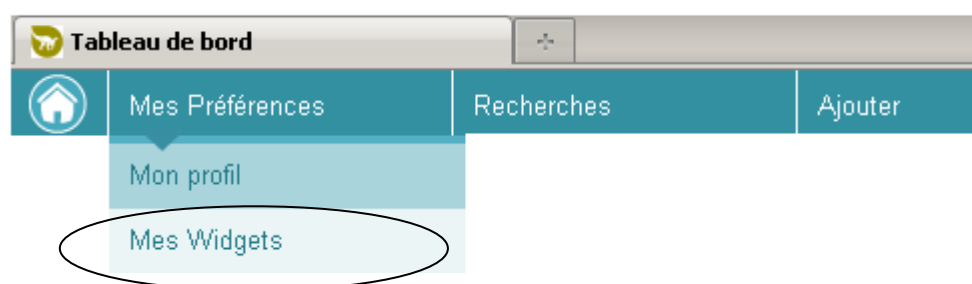 Tableau de bord
Mes Préférences Recherches Ajouter
Mon profil
Mes Widgets